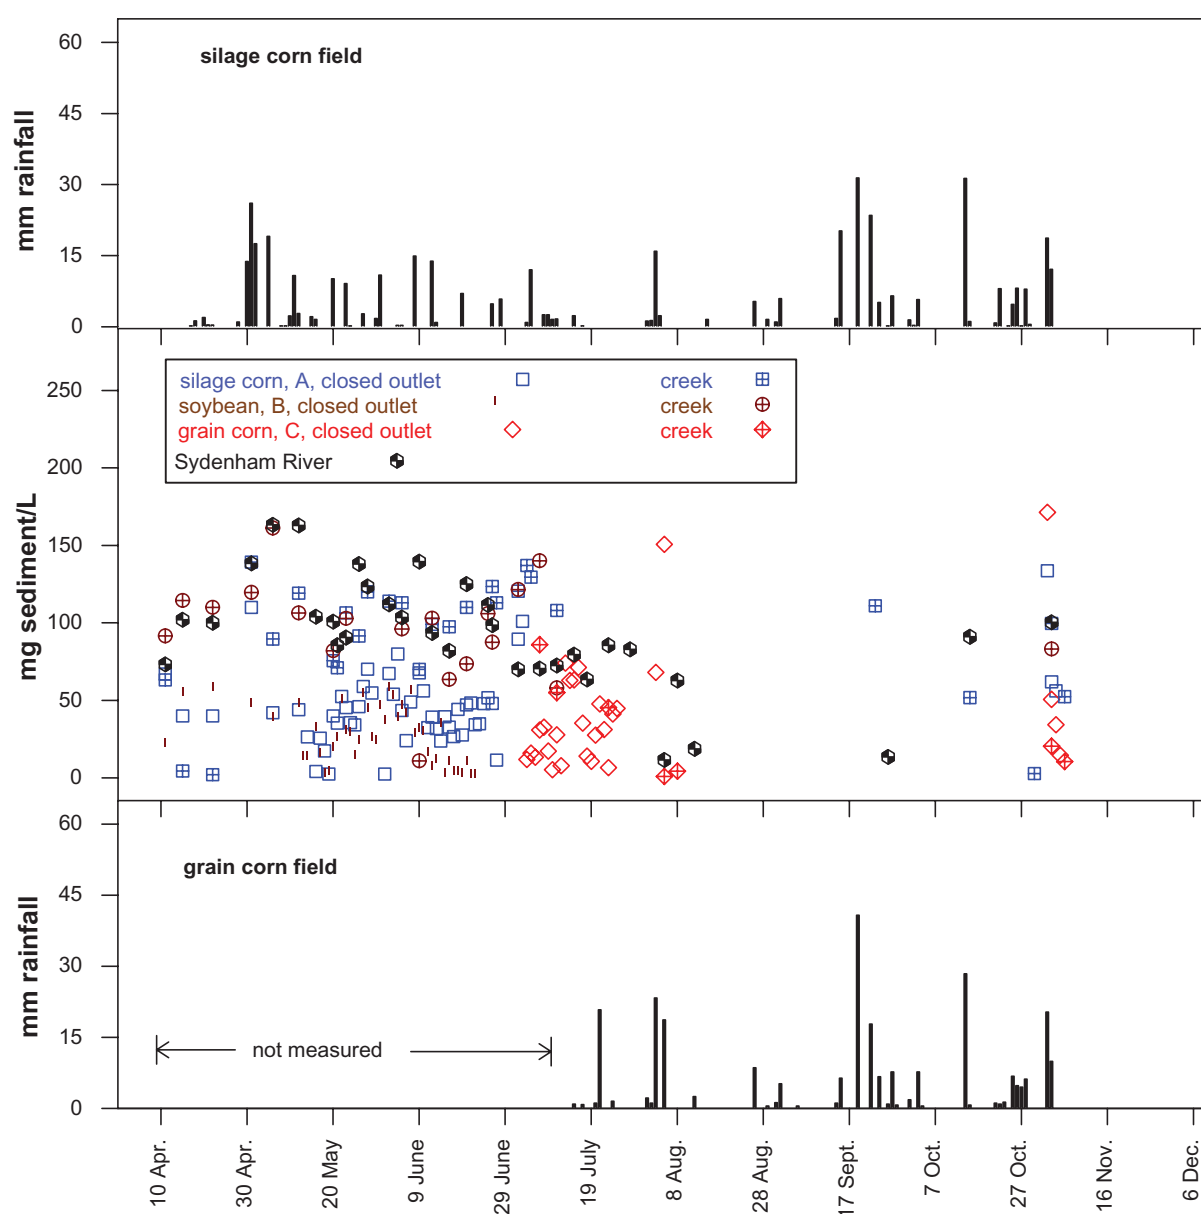 60
silage corn field
45
30
15
0
mm rainfall
250
200
150
100
50
0
mg sediment/L
silage corn, A, closed outlet creek
soybean, B, closed outlet creek
grain corn, C, closed outlet creek
Sydenham River
60
grain corn field
45
30
15
0
mm rainfall
not measured
10 Apr.
30 Apr.
20 May
9 June
29 June
19 July
8 Aug.
28 Aug.
17 Sept.
7 Oct.
27 Oct.
16 Nov.
6 Dec.